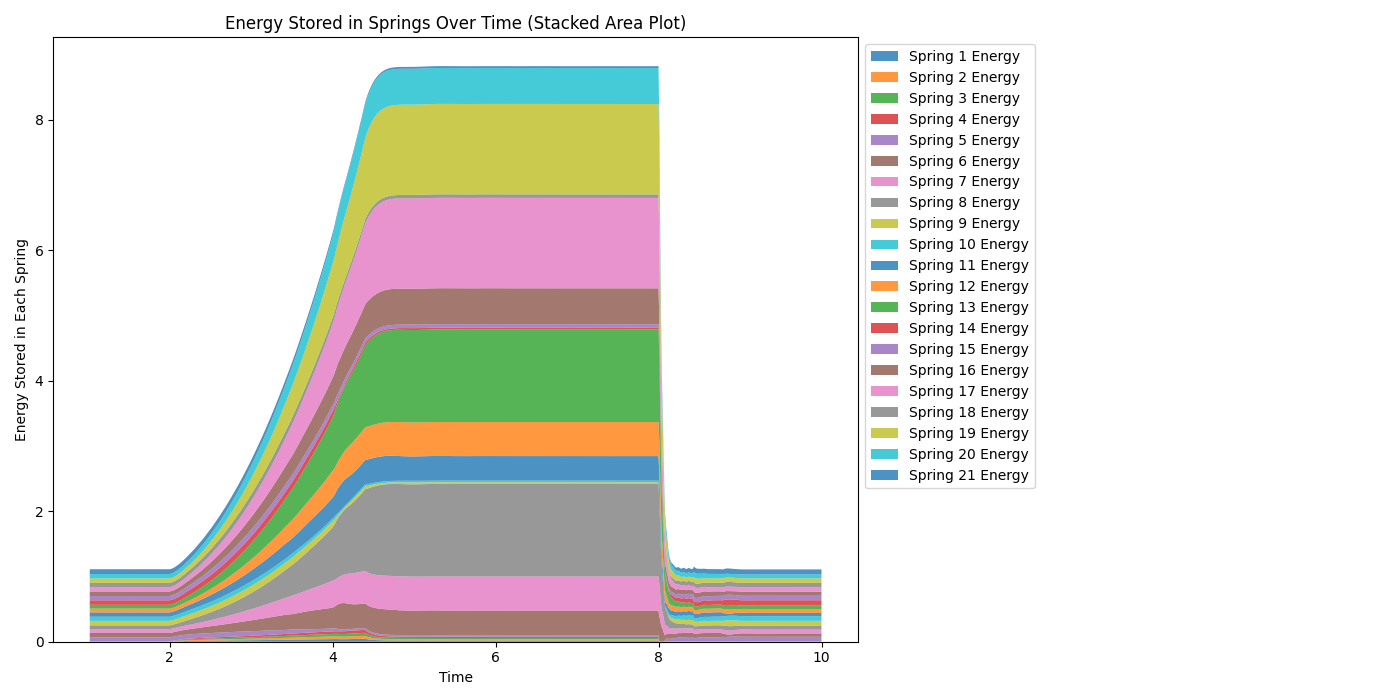 Energy Stored in Springs Over Time (Stacked Area Plot)
Energy Stored in Each Spring
8
6
4
2
0
2
4
6
8
10
Time
Spring 1 Energy
Spring 2 Energy
Spring 3 Energy
Spring 4 Energy
Spring 5 Energy
Spring 6 Energy
Spring 7 Energy
Spring 8 Energy
Spring 9 Energy
Spring 10 Energy
Spring 11 Energy
Spring 12 Energy
Spring 13 Energy
Spring 14 Energy
Spring 15 Energy
Spring 16 Energy
Spring 17 Energy
Spring 18 Energy
Spring 19 Energy
Spring 20 Energy
Spring 21 Energy